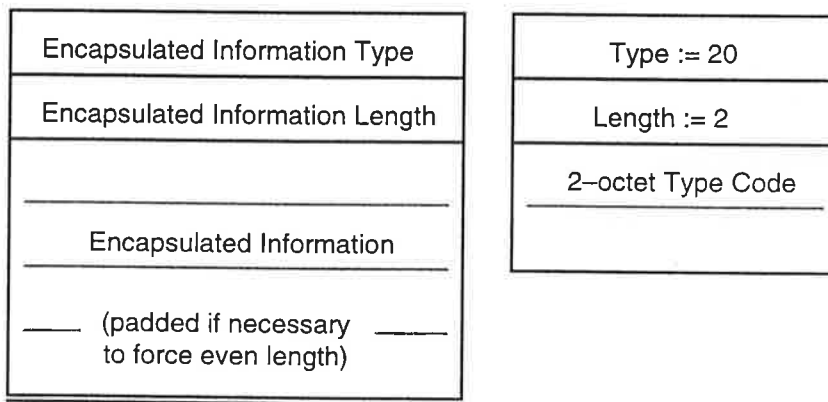 Encapsulated Information Type
Encapsulated Information Length
Encapsulated Information
(padded if necessary
to force even length)
Type := 20
Length := 2
2–octet Type Code